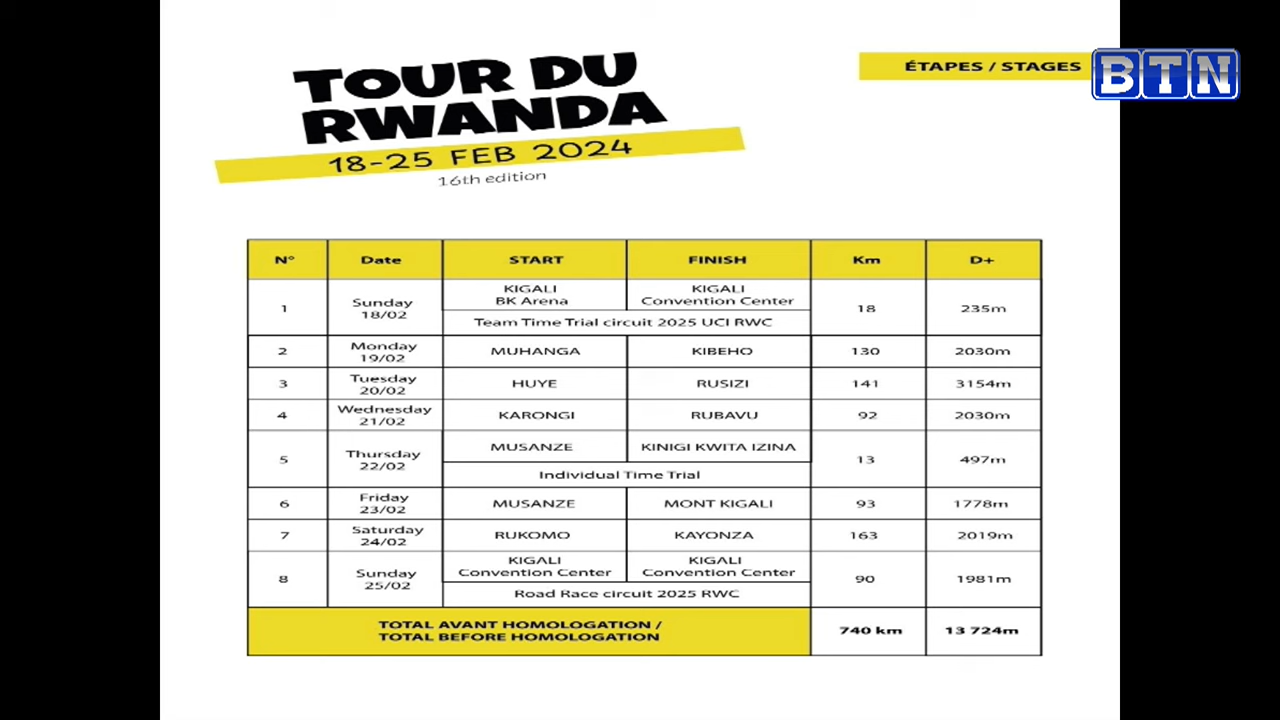 TOUR DU
RWANDA
18-25 FEB 2024
16th edition
ÉTAPES / STAGES
BTN
N° Date START FINISH Km D+
1 Sunday 18/02 KIGALI BK Arena KIGALI Convention Center 18 235m
Team Time Trial circuit 2025 UCI RWC
2 Monday 19/02 MUHANGA KIBEHO 130 2030m
3 Tuesday 20/02 HUYE RUSIZI 141 3154m
4 Wednesday 21/02 KARONGI RUBAVU 92 2030m
5 Thursday 22/02 MUSANZE KINIGI KWITA IZINA 13 497m
Individual Time Trial
6 Friday 23/02 MUSANZE MONT KIGALI 93 1778m
7 Saturday 24/02 RUKOMO KAYONZA 163 2019m
8 Sunday 25/02 KIGALI Convention Center KIGALI Convention Center 90 1981m
Road Race circuit 2025 RWC
TOTAL AVANT HOMOLOGATION /
TOTAL BEFORE HOMOLOGATION 740 km 13 724m